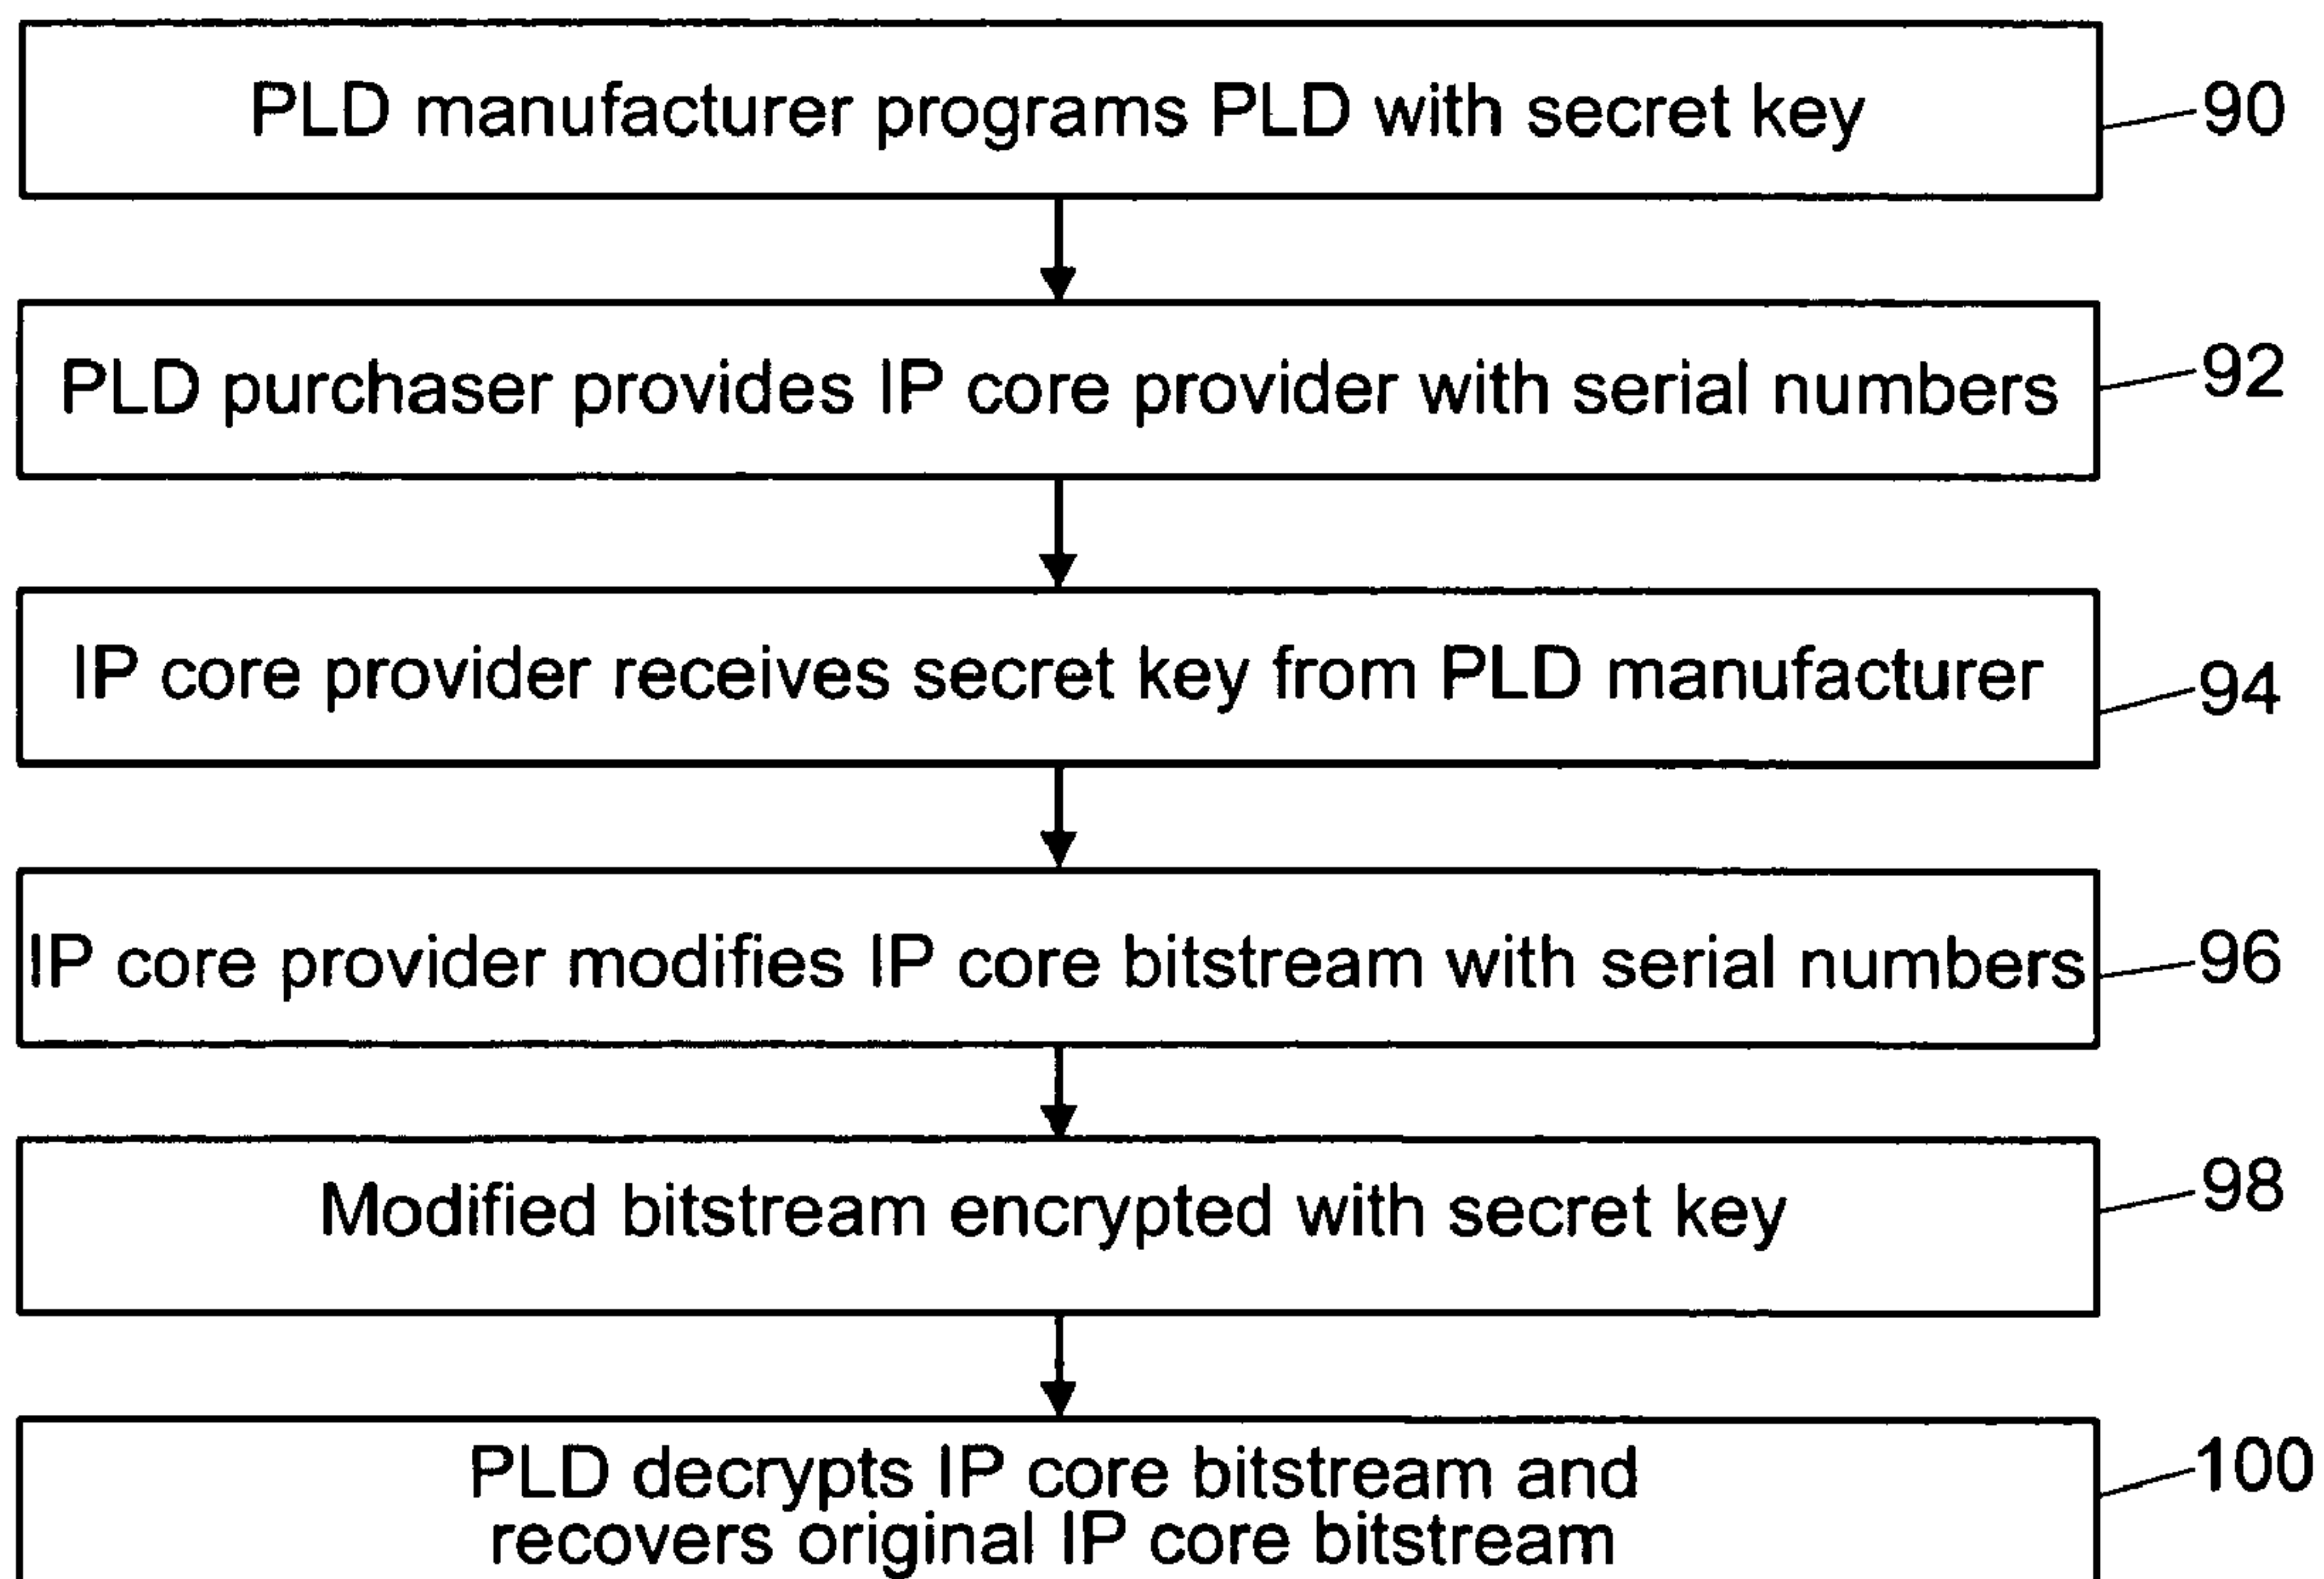 PLD manufacturer programs PLD with secret key
90
PLD purchaser provides IP core provider with serial numbers
92
IP core provider receives secret key from PLD manufacturer
94
IP core provider modifies IP core bitstream with serial numbers
96
Modified bitstream encrypted with secret key
98
PLD decrypts IP core bitstream and
recovers original IP core bitstream
100